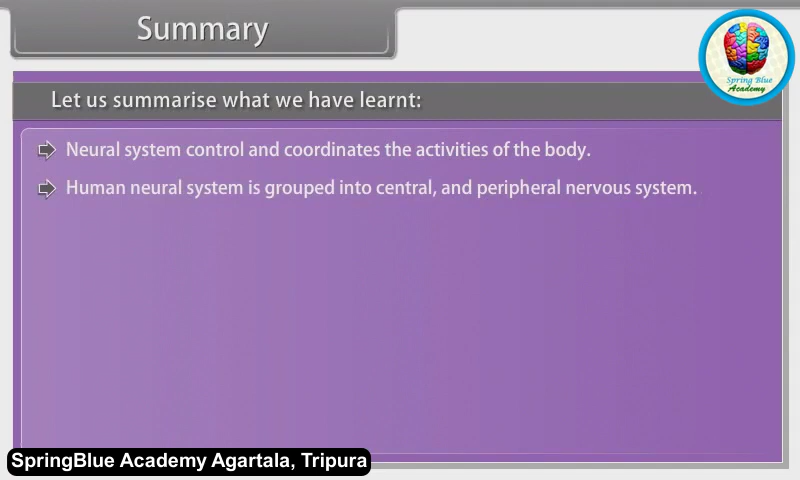 Summary
Spring Blue
Academy
Let us summarise what we have learnt:
Neural system control and coordinates the activities of the body.
Human neural system is grouped into central, and peripheral nervous system.
SpringBlue Academy Agartala, Tripura